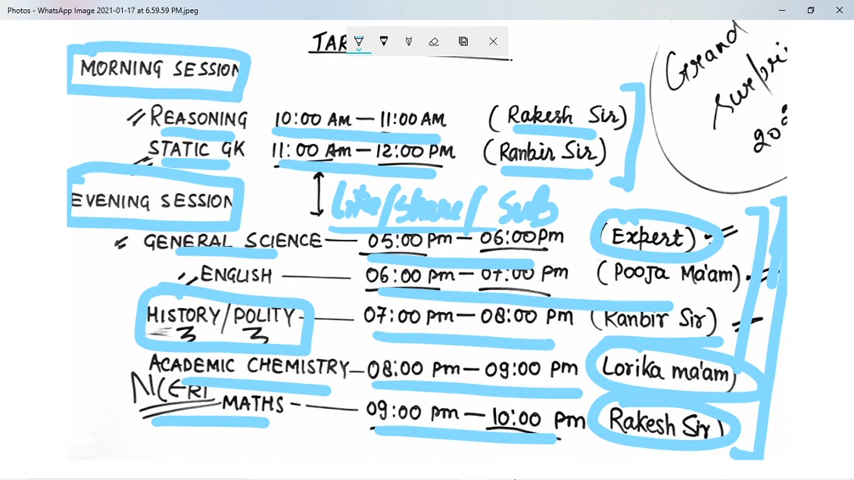 Photos - WhatsApp Image 2021-01-17 at 6.59.59 PM.jpeg
TAR
MORNING SESSION
REASONING 10:00 AM — 11:00 AM (Rakesh Sir)
STATIC GK 11:00 Am — 12:00 PM (Ranbir Sir)
Grand
Surpri
202
EVENING SESSION
Like/share/ Sub
GENERAL SCIENCE — 05:00 Pm — 06:00 Pm (Expert)
ENGLISH — 06:00 Pm — 07:00 Pm (POOJA Ma'am)
HISTORY/POLITY — 07:00 Pm — 08:00 Pm (Ranbir Sir)
ACADEMIC CHEMISTRY — 08:00 Pm — 09:00 Pm Lorika ma'am)
NCERT
MATHS — 09:00 Pm — 10:00 Pm Rakesh Sir)